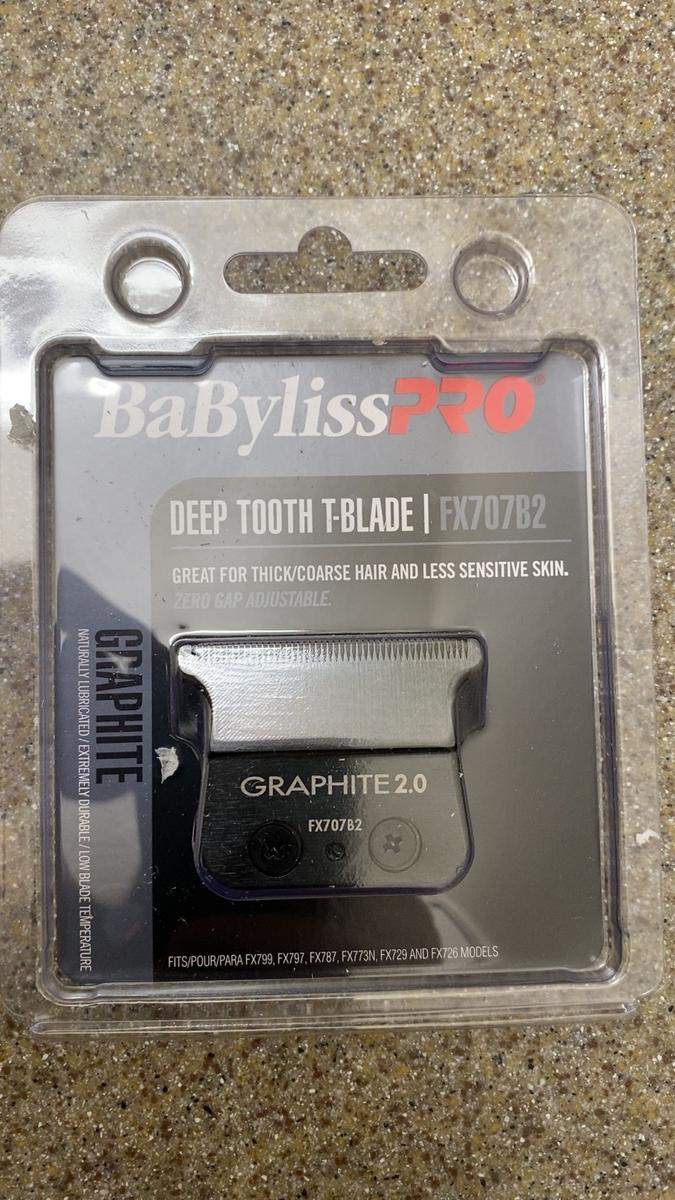 BaBylissPRO®
DEEP TOOTH T-BLADE | FX707B2
GREAT FOR THICK/COARSE HAIR AND LESS SENSITIVE SKIN.
ZERO GAP ADJUSTABLE.
GRAPHITE
NATURALLY LUBRICATED / EXTREMELY DURABLE / LOW BLADE TEMPERATURE
GRAPHITE 2.0
FX707B2
FITS/POUR/PARA FX799, FX797, FX787, FX773N, FX729 AND FX726 MODELS